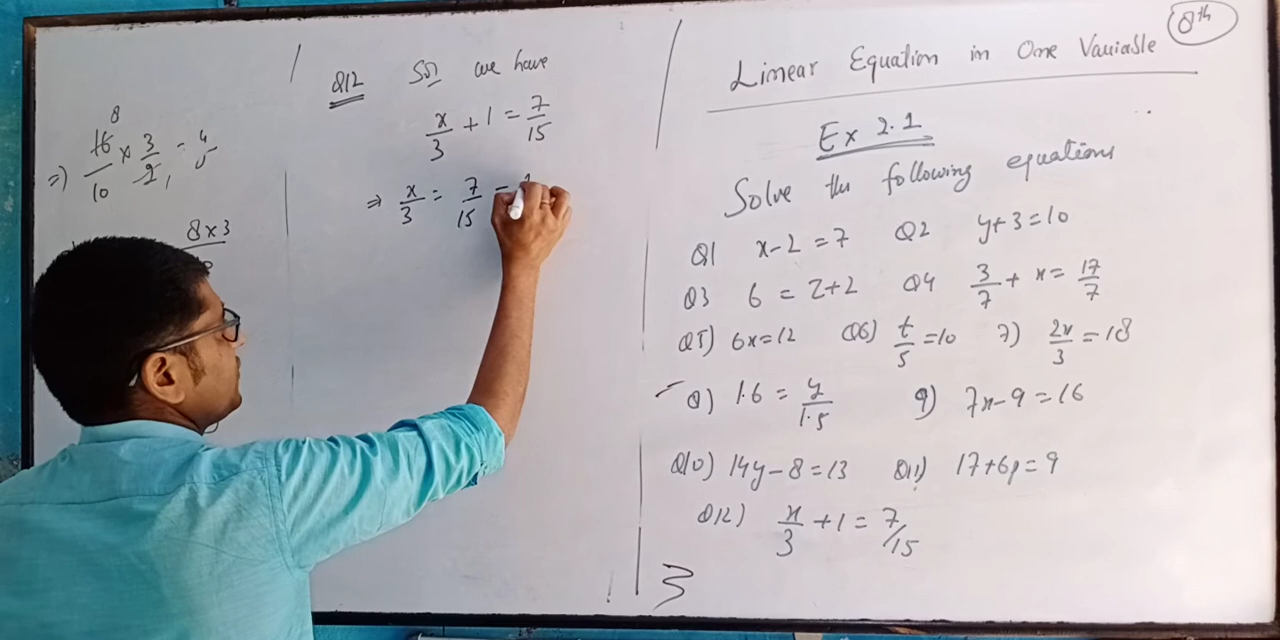 8
⇒) 16/10 × 3/2, = 4/5
8×3
Q12 Sol we have
x/3 + 1 = 7/15
⇒ x/3 = 7/15 -
8th
Linear Equation in One Variable
Ex 2.1
Solve the following equations
Q1 x-2 = 7 Q2 y+3=10
Q3 6 = z+2 Q4 3/7 + x = 17/7
Q5) 6x=12 Q6) t/5 =10 7) 2x/3 = 18
8) 1.6 = y/1.5 9) 7x-9=16
Q10) 14y-8=13 Q11) 17+6p=9
Q12) x/3 +1 = 7/15